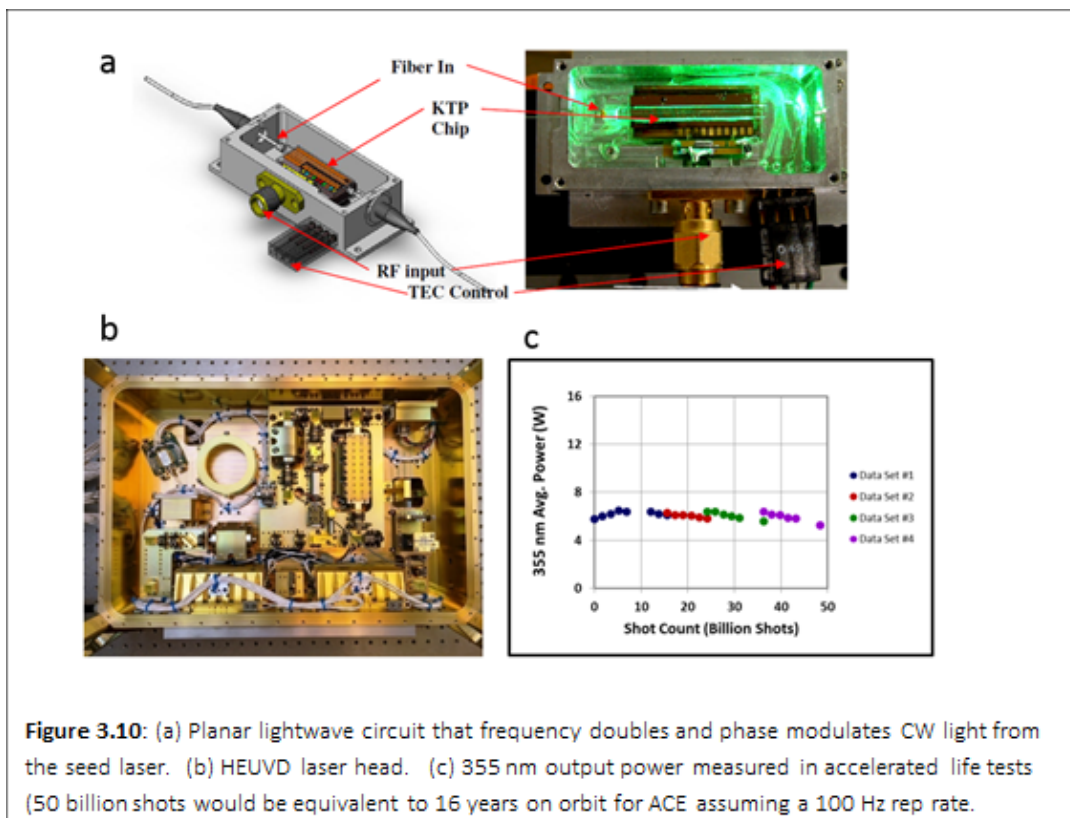 a
Fiber In
KTP
Chip
RF input
TEC Control
b
c
355 nm Avg. Power (W)
16
12
8
4
0
0 10 20 30 40 50
Shot Count (Billion Shots)
Data Set #1
Data Set #2
Data Set #3
Data Set #4
Figure 3.10: (a) Planar lightwave circuit that frequency doubles and phase modulates CW light from
the seed laser. (b) HEUVD laser head. (c) 355 nm output power measured in accelerated life tests
(50 billion shots would be equivalent to 16 years on orbit for ACE assuming a 100 Hz rep rate.